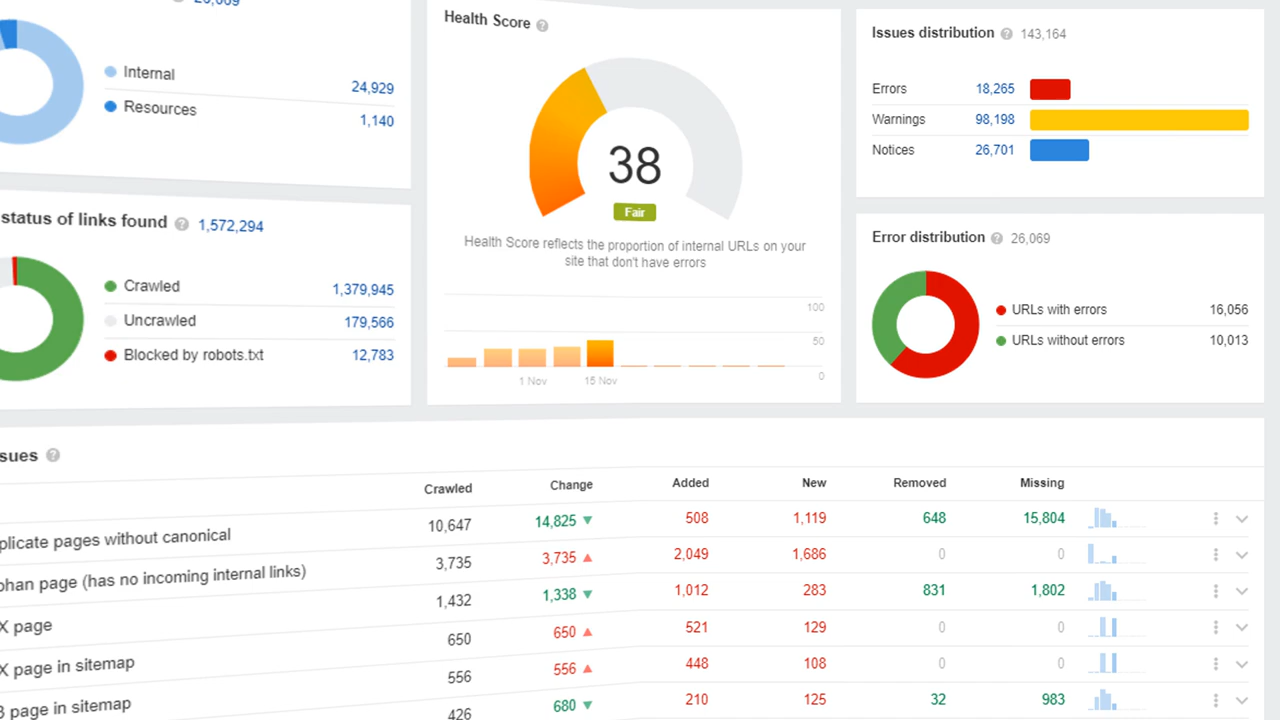 Internal 24,929
Resources 1,140
status of links found 1,572,294
Crawled 1,379,945
Uncrawled 179,566
Blocked by robots.txt 12,783
Health Score
38
Fair
Health Score reflects the proportion of internal URLs on your
site that don't have errors
100
50
0
1 Nov 15 Nov
Issues distribution 143,164
Errors 18,265
Warnings 98,198
Notices 26,701
Error distribution 26,069
URLs with errors 16,056
URLs without errors 10,013
sues
Crawled Change Added New Removed Missing
plicate pages without canonical 10,647 14,825 508 1,119 648 15,804
phan page (has no incoming internal links) 3,735 3,735 2,049 1,686 0 0
X page 1,432 1,338 1,012 283 831 1,802
X page in sitemap 650 650 521 129 0 0
page in sitemap 556 556 448 108 0 0
426 680 210 125 32 983